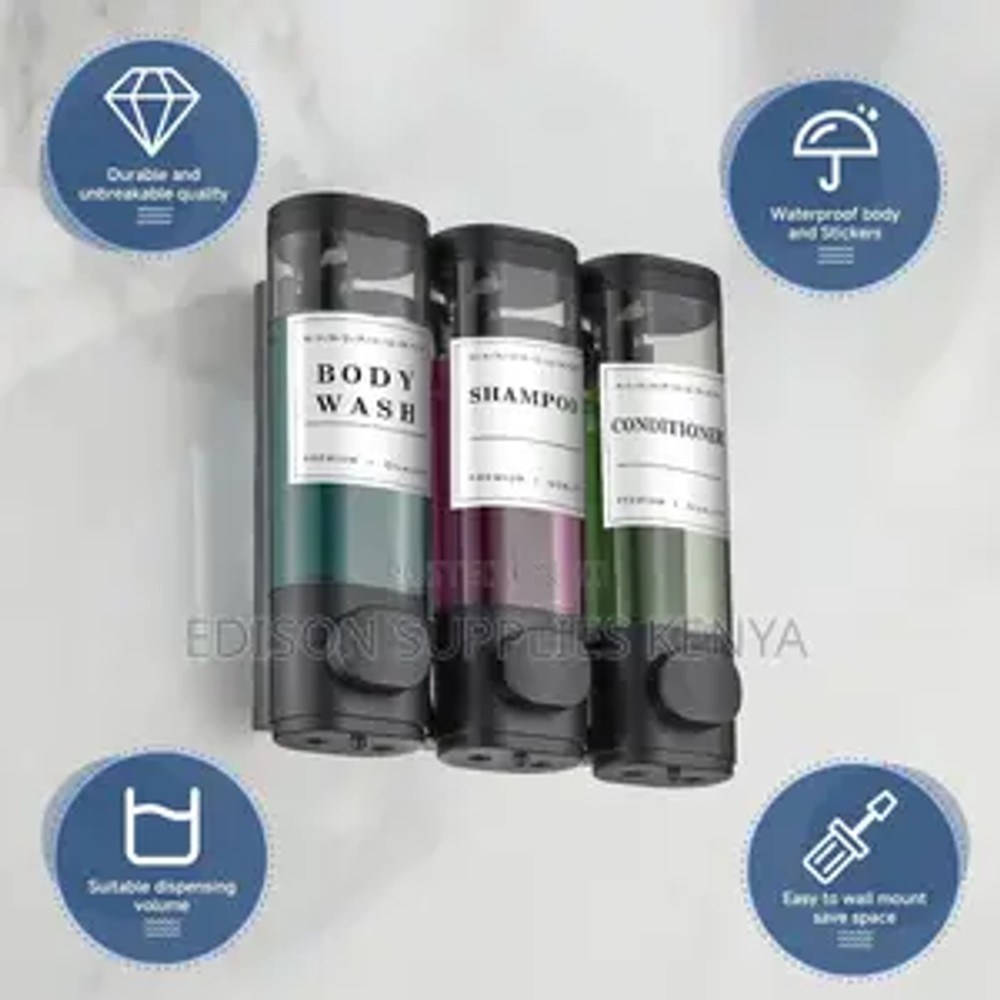 Durable and
unbreakable quality
Waterproof body
and Stickers
BODY
WASH
SHAMPOO
CONDITIONER
EDISON SUPPLIES KENYA
Suitable dispensing
volume
Easy to wall mount
save space